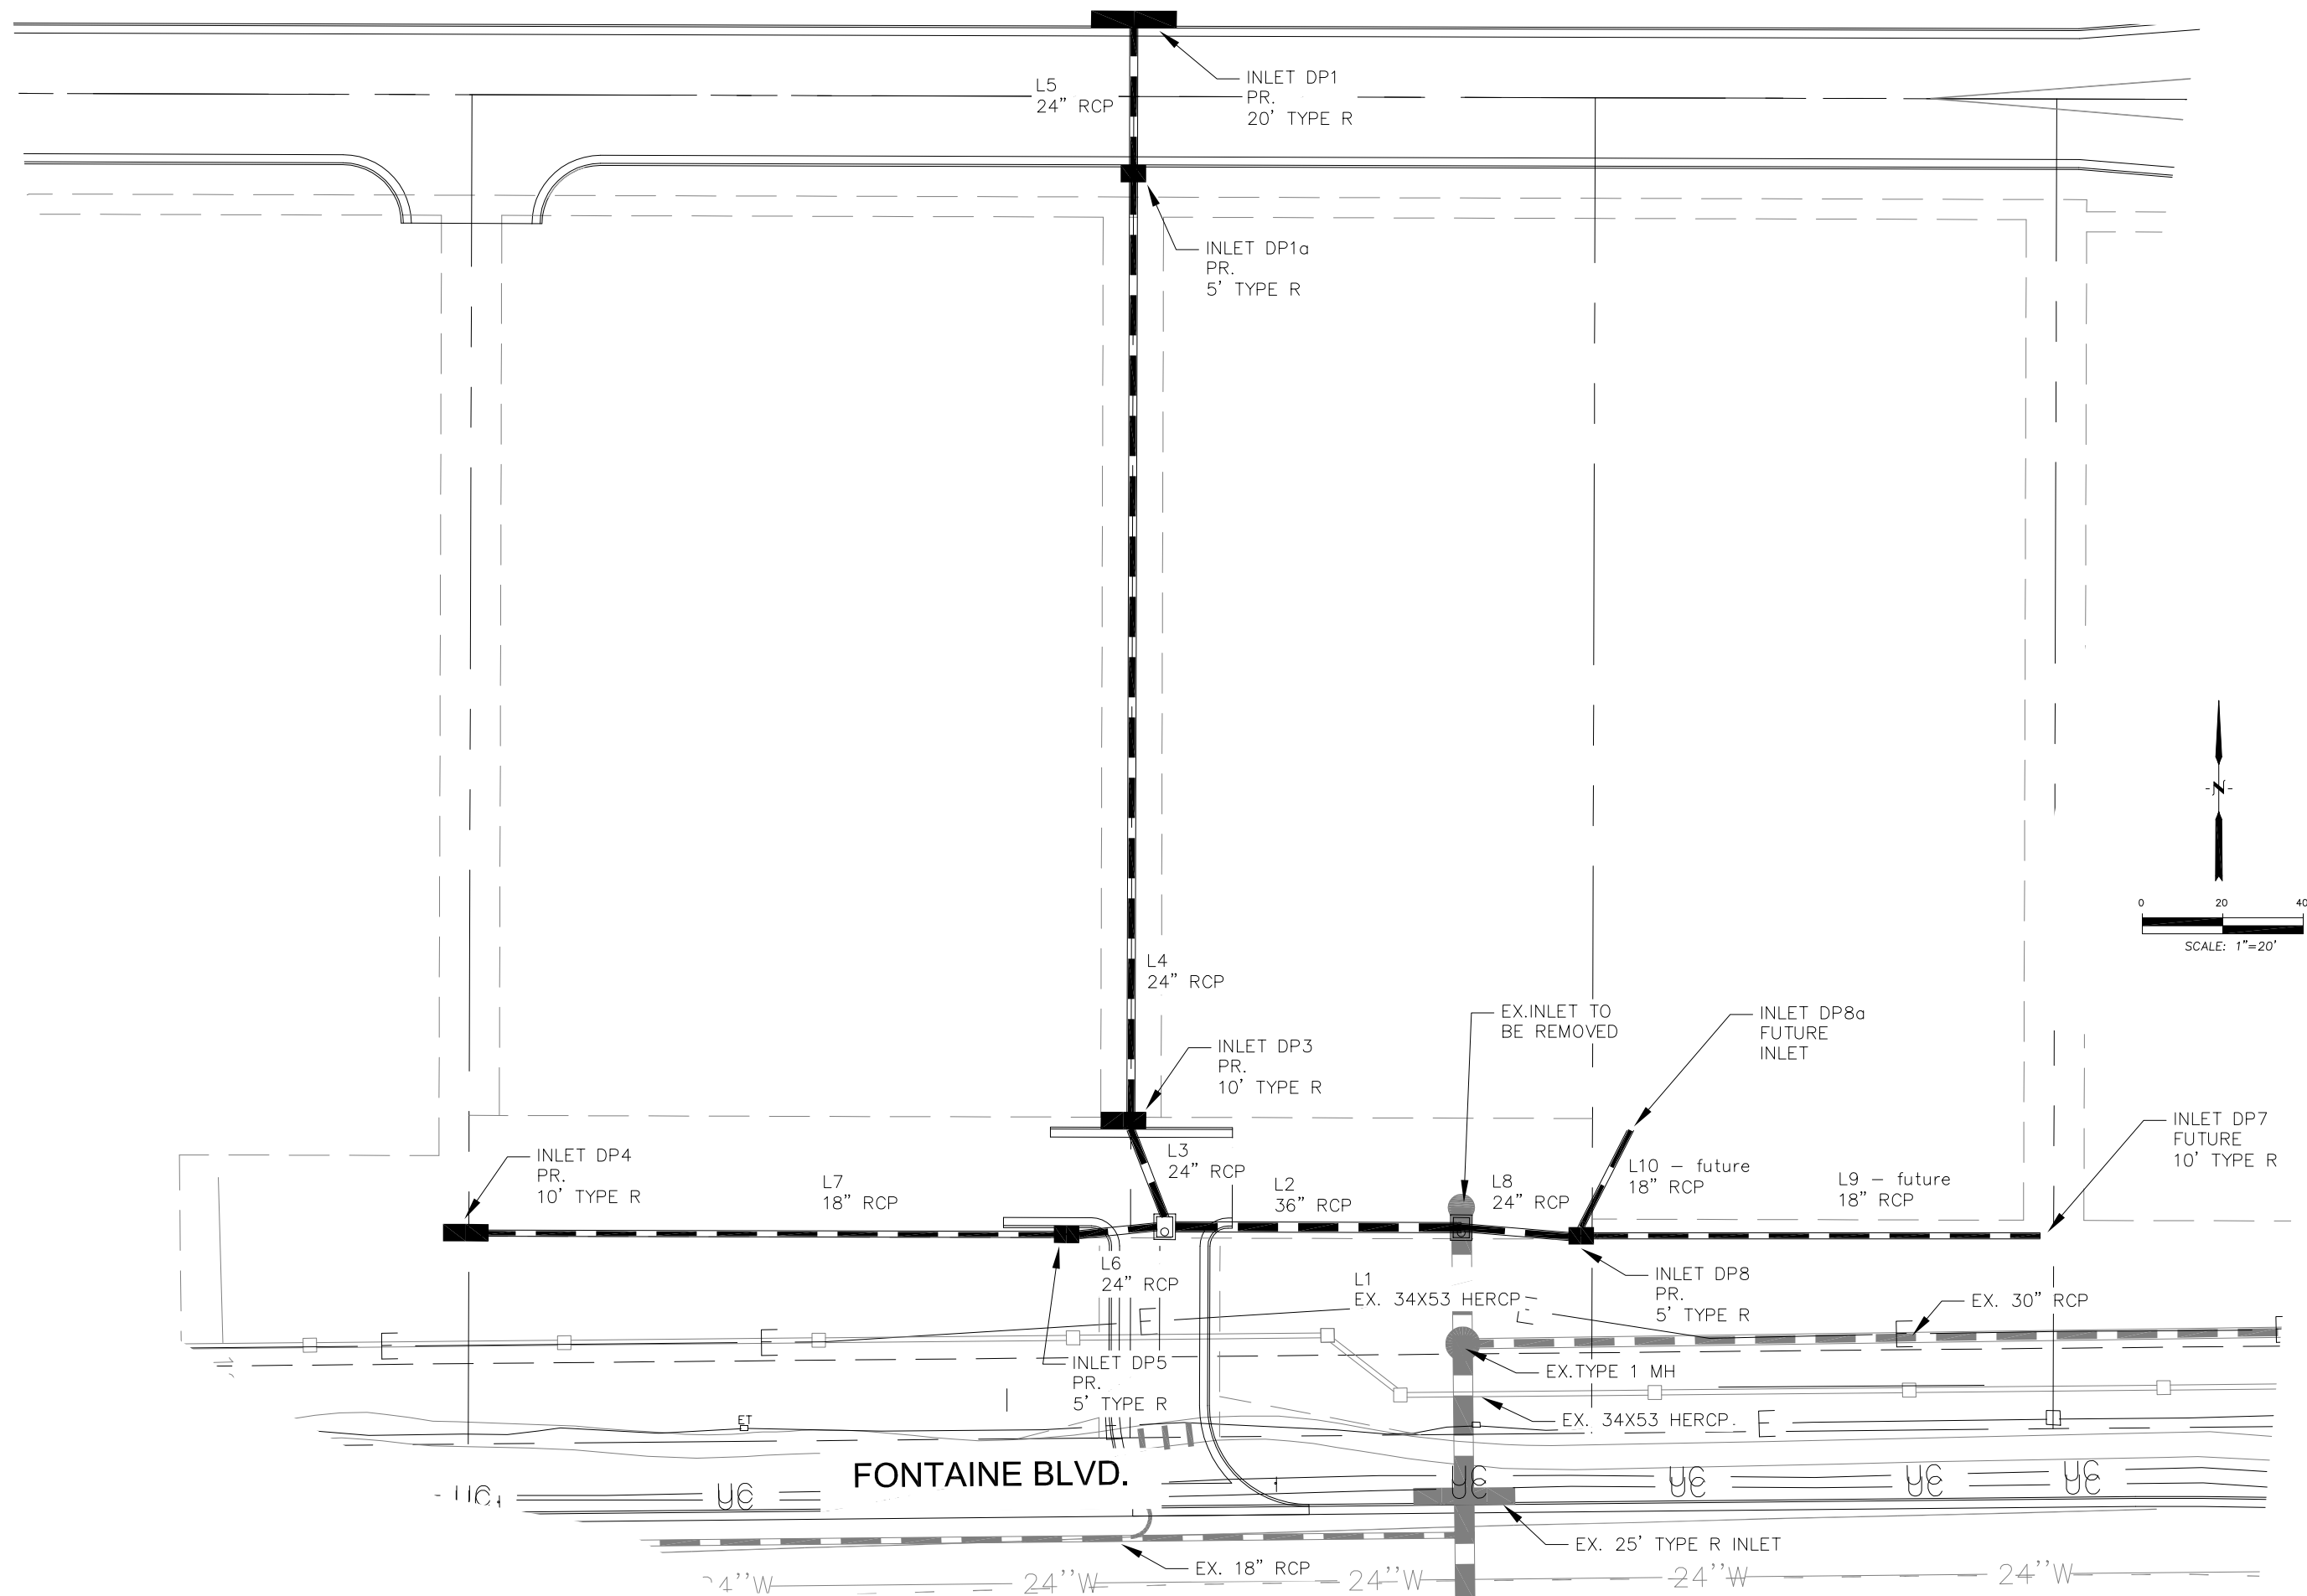 L5
24" RCP
INLET DP1
PR.
20' TYPE R
INLET DP1a
PR.
5' TYPE R
L4
24" RCP
INLET DP3
PR.
10' TYPE R
EX.INLET TO
BE REMOVED
INLET DP8a
FUTURE
INLET
N
0 20 40
SCALE: 1"=20'
INLET DP4
PR.
10' TYPE R
L7
18" RCP
L3
24" RCP
L2
36" RCP
L8
24" RCP
L10 – future
18" RCP
L9 – future
18" RCP
INLET DP7
FUTURE
10' TYPE R
L6
24" RCP
L1
EX. 34X53 HERCP
INLET DP8
PR.
5' TYPE R
EX. 30" RCP
E
E
E
E
E
INLET DP5
PR.
5' TYPE R
EX.TYPE 1 MH
EX. 34X53 HERCP
E
ET
FONTAINE BLVD.
UC
UC
UC
UC
UC
EX. 25' TYPE R INLET
EX. 18" RCP
24''W
24''W
24''W
24''W